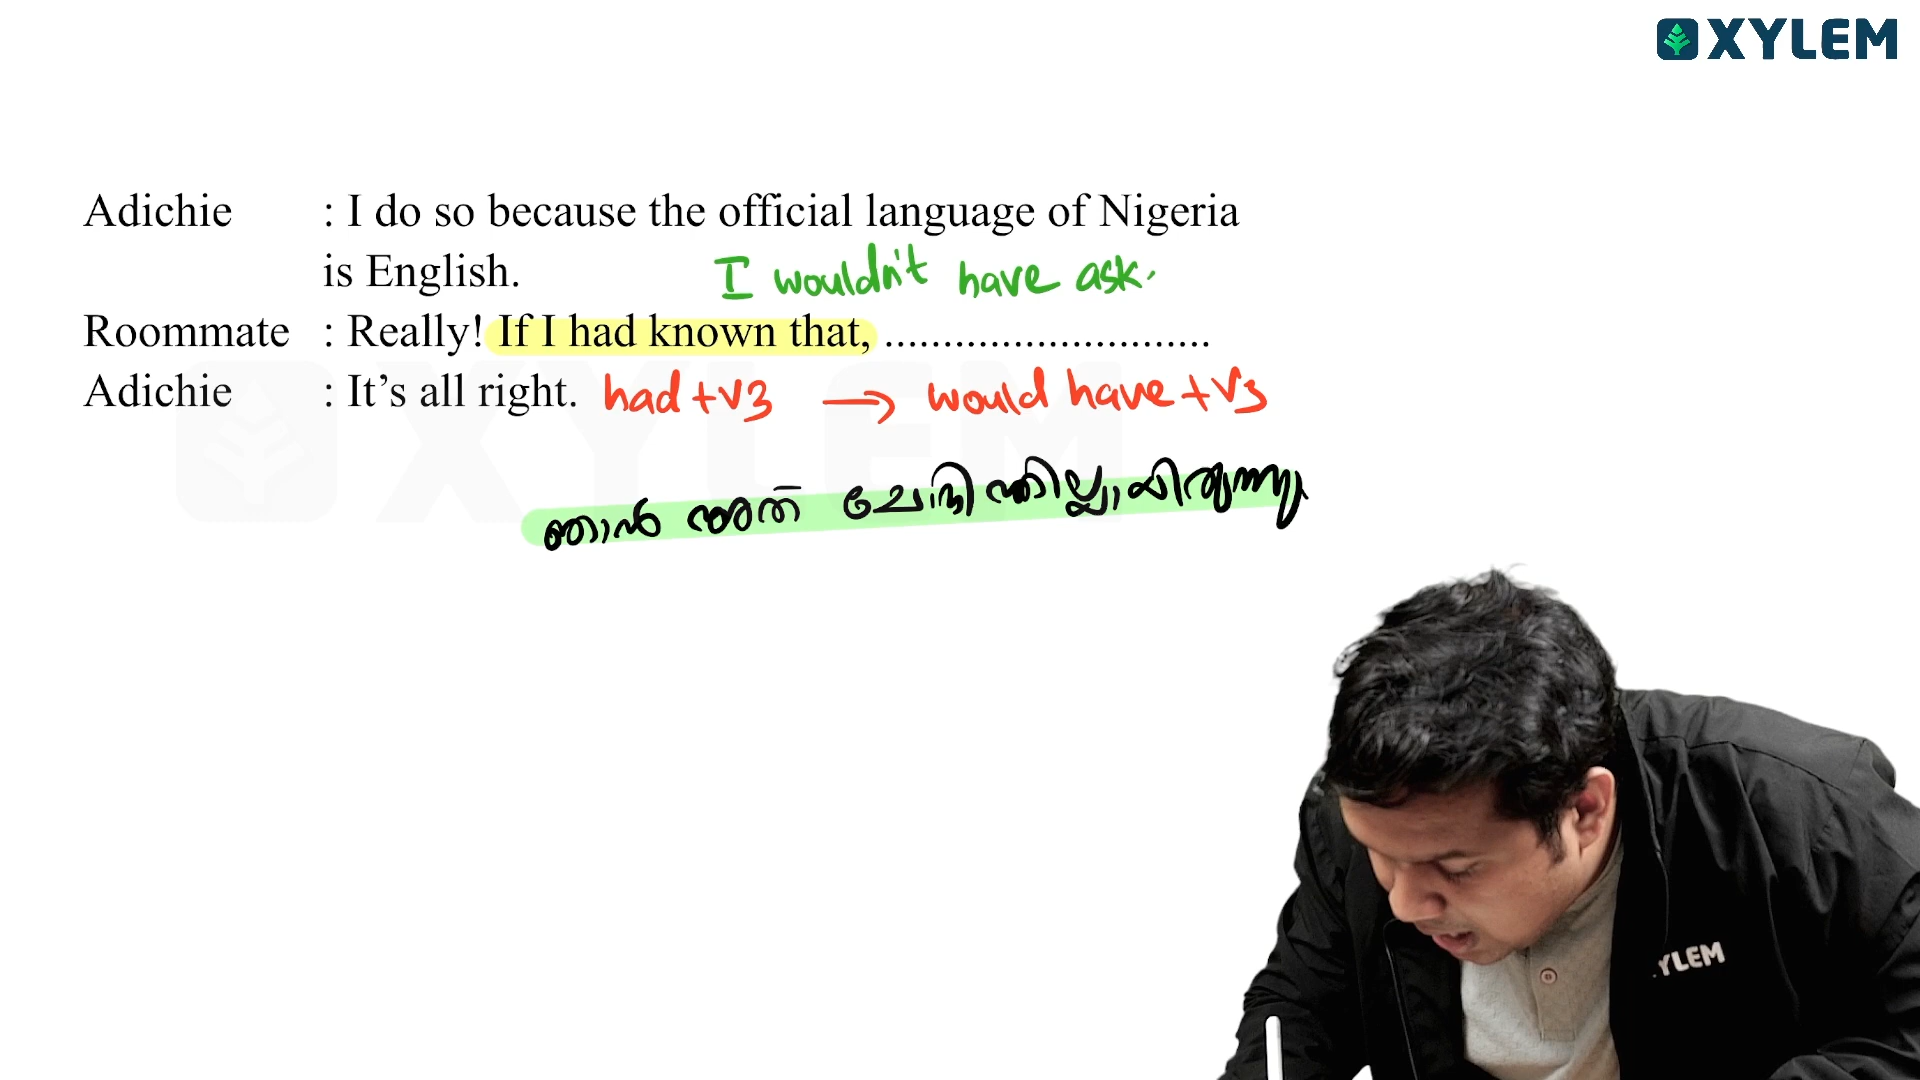 XYLEM
Adichie : I do so because the official language of Nigeria
is English.
I wouldn't have ask.
Roommate : Really! If I had known that, ............................
Adichie : It's all right.
had + v3 → would have + v3
ഞാൻ അത് ചോദിക്കില്ലായിരുന്നു
XYLEM
YLEM